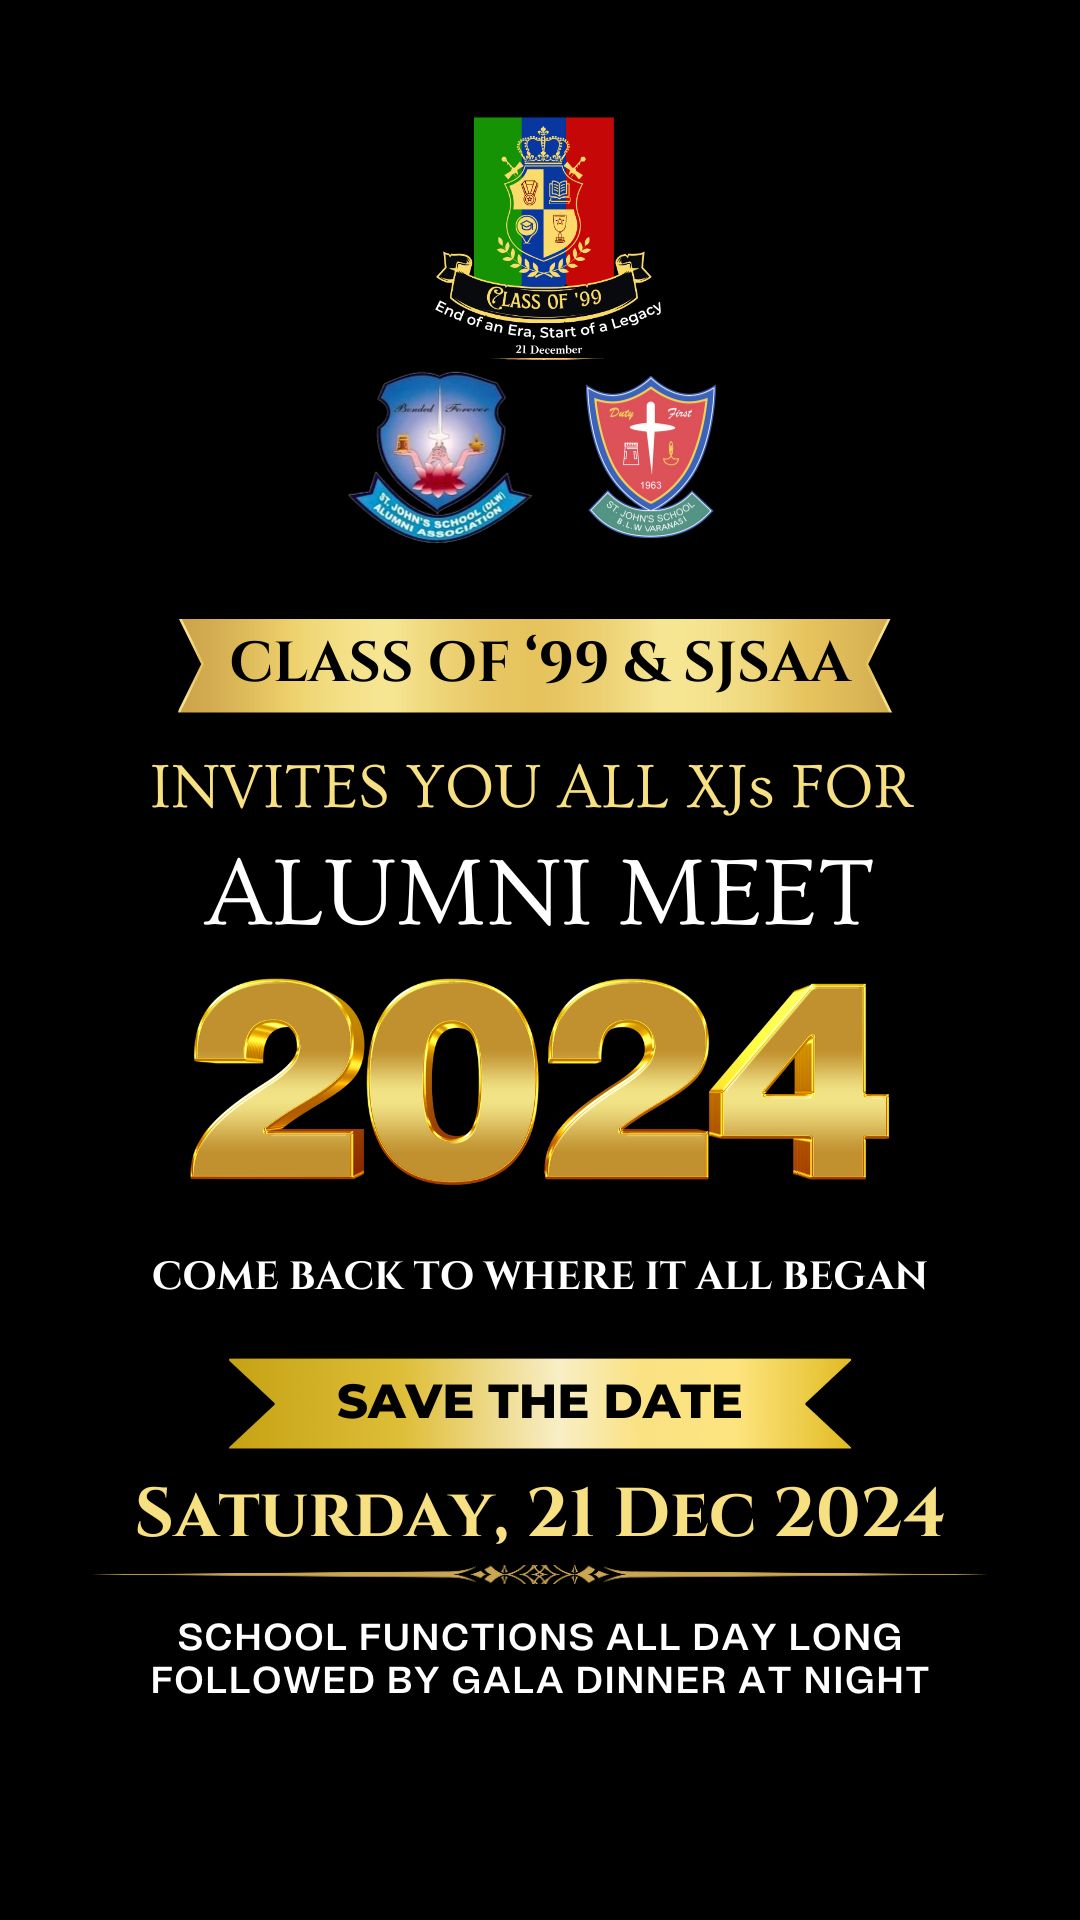 CLASS OF '99
End of an Era, Start of a Legacy
21 December
Bonded Forever
ST. JOHN'S SCHOOL (DLW)
ALUMNI ASSOCIATION
Duty First
1963
ST. JOHN'S SCHOOL
B.L.W VARANASI
CLASS OF ‘99 & SJSAA
INVITES YOU ALL XJs FOR
ALUMNI MEET
2024
COME BACK TO WHERE IT ALL BEGAN
SAVE THE DATE
SATURDAY, 21 DEC 2024
SCHOOL FUNCTIONS ALL DAY LONG
FOLLOWED BY GALA DINNER AT NIGHT